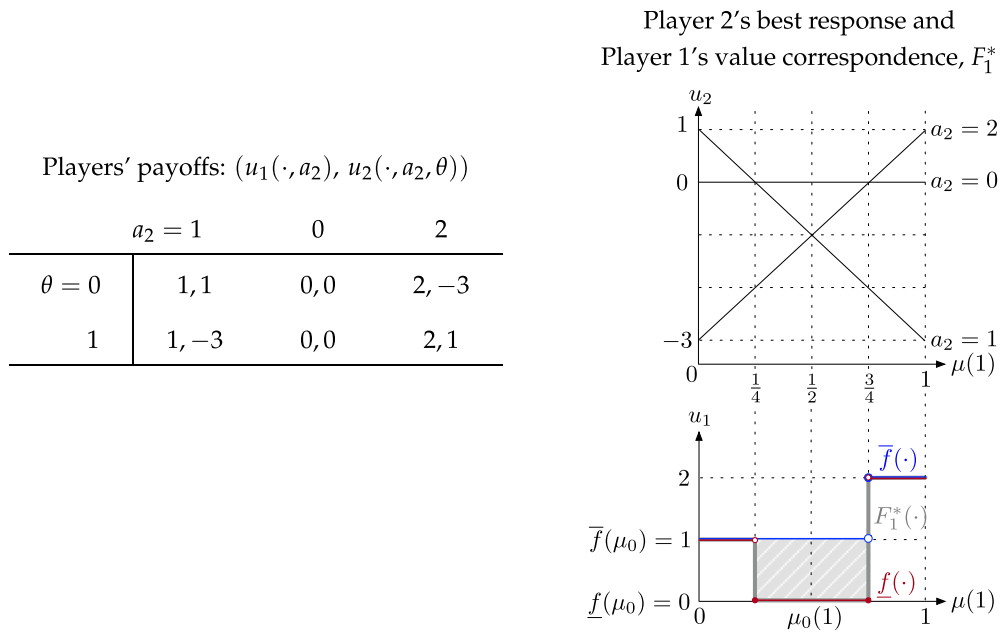 Player 2's best response and
Player 1's value correspondence, F₁*
Players' payoffs: (u₁(·, a₂), u₂(·, a₂, θ))
a₂ = 1 0 2
θ = 0 1, 1 0, 0 2, −3
1 1, −3 0, 0 2, 1
u₂
1
a₂ = 2
0
a₂ = 0
−3
a₂ = 1
0 1/4 1/2 3/4 1 μ(1)
u₁
f̅(·)
2
F₁*(·)
f̅(μ₀) = 1
f̲(·)
f̲(μ₀) = 0
μ(1)
0 μ₀(1) 1